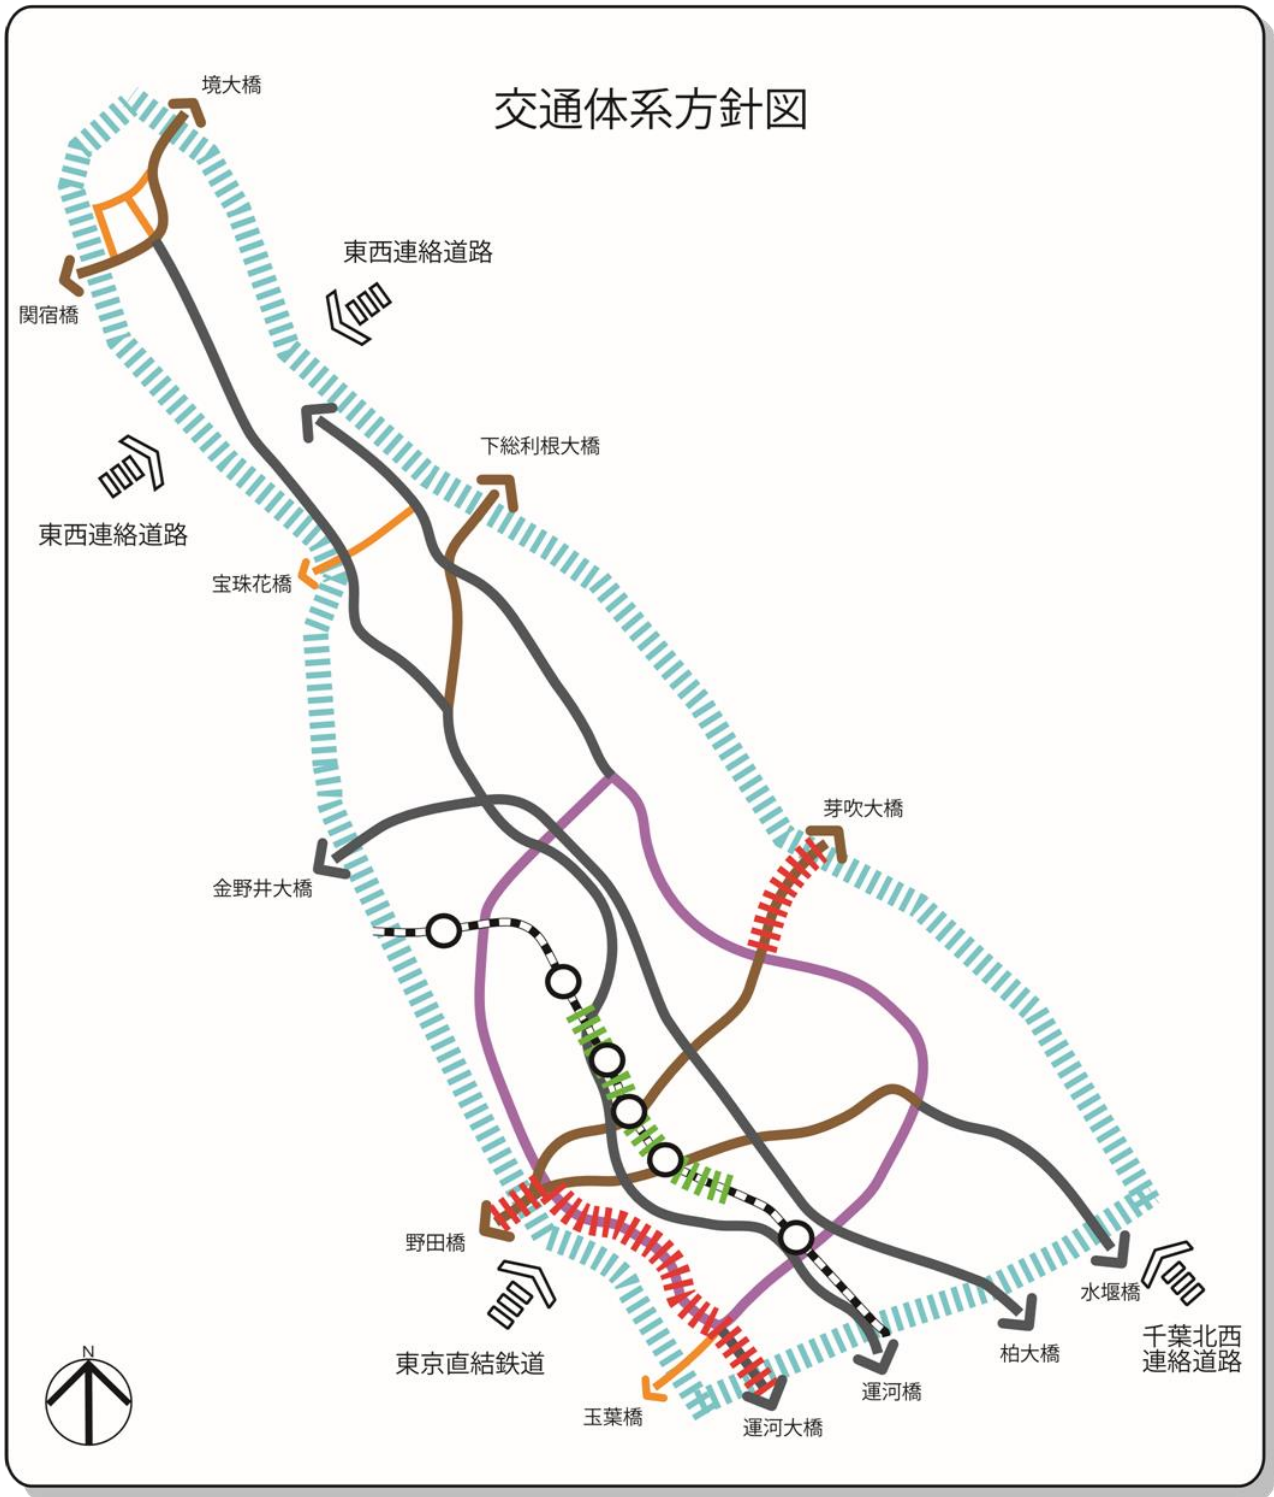 交通体系方針図
境大橋
東西連絡道路
関宿橋
下総利根大橋
東西連絡道路
宝珠花橋
芽吹大橋
金野井大橋
野田橋
水堰橋
千葉北西
連絡道路
東京直結鉄道
柏大橋
運河橋
玉葉橋
運河大橋
N